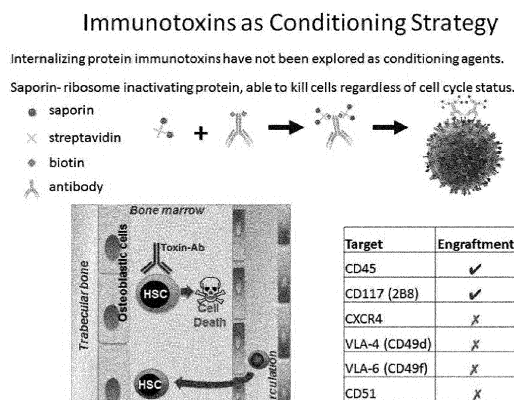 Immunotoxins as Conditioning Strategy
Internalizing protein immunotoxins have not been explored as conditioning agents.
Saporin- ribosome inactivating protein, able to kill cells regardless of cell cycle status.
saporin
streptavidin
biotin
antibody
+
Bone marrow
Trabecular bone
Osteoblastic cells
Toxin-Ab
HSC
Cell
Death
HSC
Target Engraftment
CD45 ✓
CD117 (2B8) ✓
CXCR4 ✗
VLA-4 (CD49d) ✗
VLA-6 (CD49f) ✗
CD51 ✗